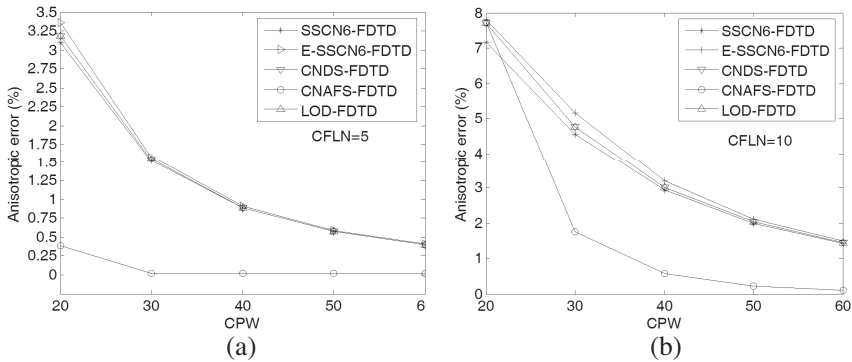 3.5
3.25
3
2.75
2.5
2.25
2
1.75
1.5
1.25
1
0.75
0.5
0.25
0
Anisotropic error (%)
SSCN6-FDTD
E-SSCN6-FDTD
CNDS-FDTD
CNAFS-FDTD
LOD-FDTD
CFLN=5
20 30 40 50 6
CPW
(a)
8
7
6
5
4
3
2
1
0
Anisotropic error (%)
SSCN6-FDTD
E-SSCN6-FDTD
CNDS-FDTD
CNAFS-FDTD
LOD-FDTD
CFLN=10
20 30 40 50 60
CPW
(b)